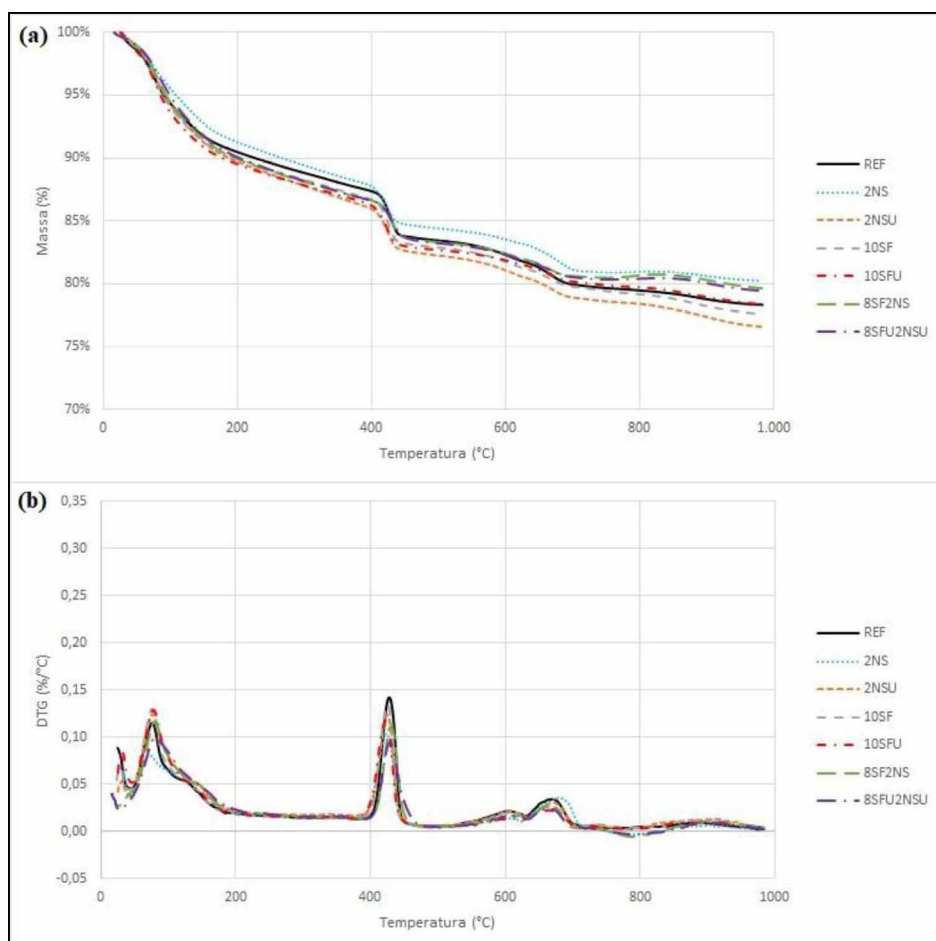 (a)
100%
95%
90%
85%
80%
75%
70%
Massa (%)
0
200
400
600
800
1.000
Temperatura (°C)
REF
2NS
2NSU
10SF
10SFU
8SF2NS
8SFU2NSU
(b)
0,35
0,30
0,25
0,20
0,15
0,10
0,05
0,00
-0,05
DTG (%/°C)
0
200
400
600
800
1000
Temperatura (°C)
REF
2NS
2NSU
10SF
10SFU
8SF2NS
8SFU2NSU